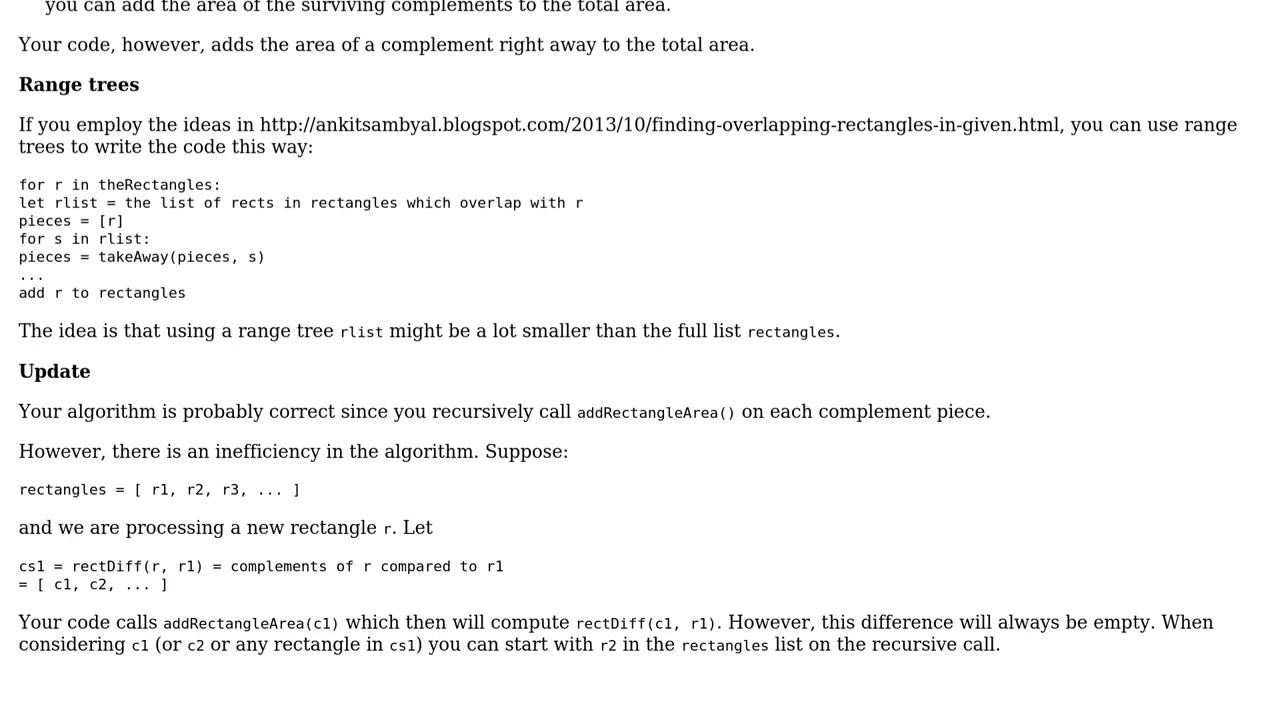 you can add the area of the surviving complements to the total area.
Your code, however, adds the area of a complement right away to the total area.
Range trees
If you employ the ideas in http://ankitsambyal.blogspot.com/2013/10/finding-overlapping-rectangles-in-given.html, you can use range
trees to write the code this way:
for r in theRectangles:
let rlist = the list of rects in rectangles which overlap with r
pieces = [r]
for s in rlist:
pieces = takeAway(pieces, s)
...
add r to rectangles
The idea is that using a range tree rlist might be a lot smaller than the full list rectangles.
Update
Your algorithm is probably correct since you recursively call addRectangleArea() on each complement piece.
However, there is an inefficiency in the algorithm. Suppose:
rectangles = [ r1, r2, r3, ... ]
and we are processing a new rectangle r. Let
cs1 = rectDiff(r, r1) = complements of r compared to r1
= [ c1, c2, ... ]
Your code calls addRectangleArea(c1) which then will compute rectDiff(c1, r1). However, this difference will always be empty. When
considering c1 (or c2 or any rectangle in cs1) you can start with r2 in the rectangles list on the recursive call.